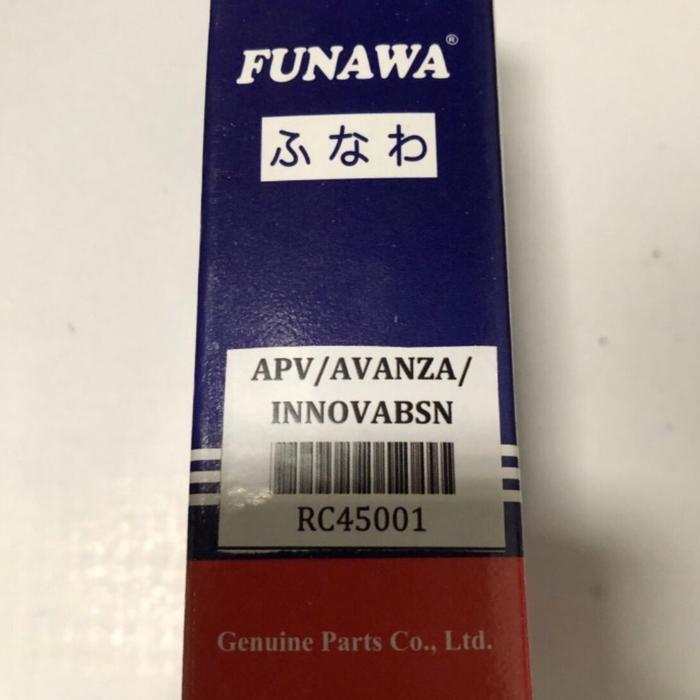 FUNAWA®
ふなわ
APV/AVANZA/
INNOVABSN
RC45001
Genuine Parts Co., Ltd.